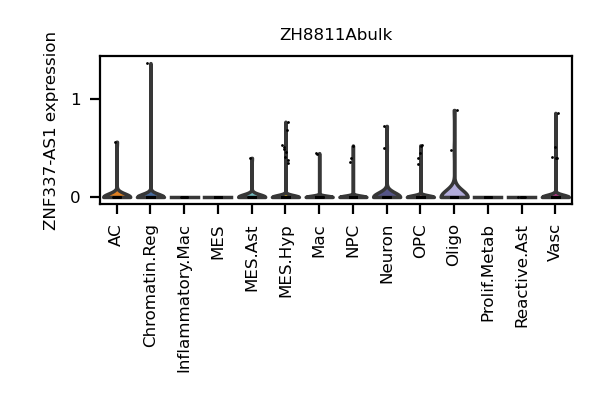 ZH8811Abulk
ZNF337-AS1 expression
1
0
AC
Chromatin.Reg
Inflammatory.Mac
MES
MES.Ast
MES.Hyp
Mac
NPC
Neuron
OPC
Oligo
Prolif.Metab
Reactive.Ast
Vasc